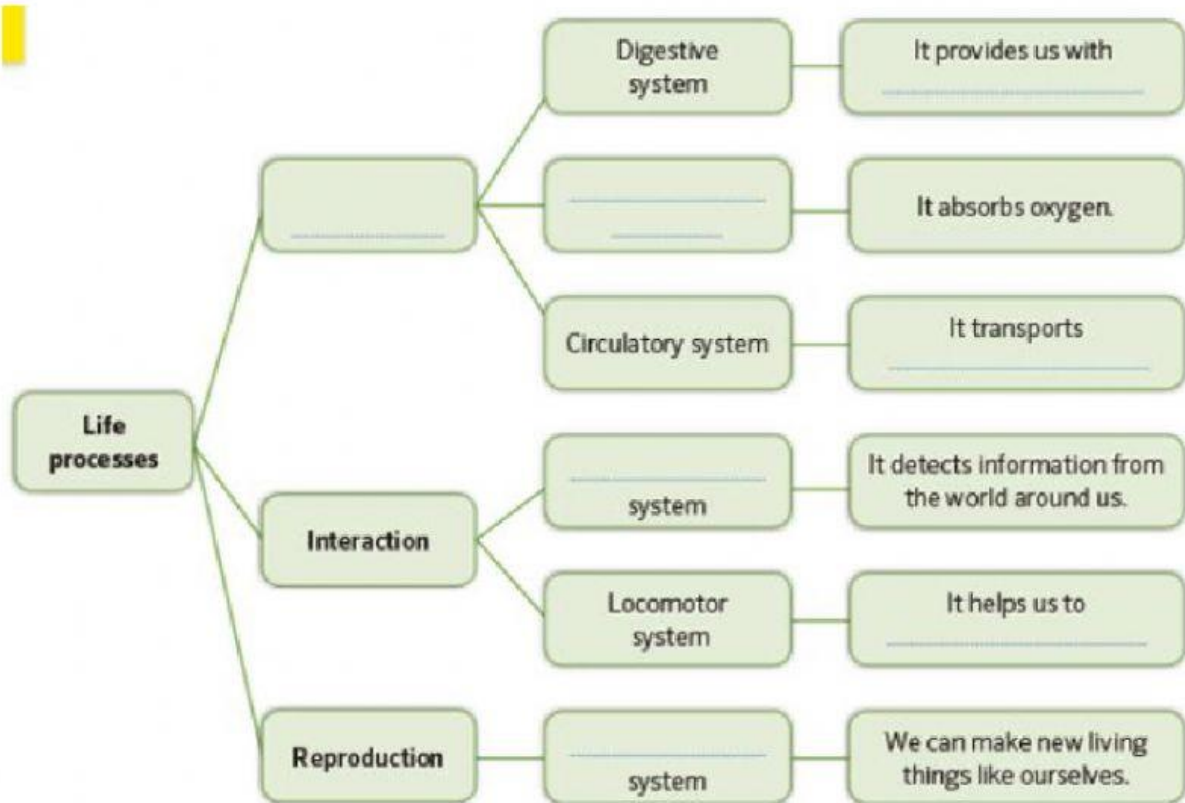 Digestive
system
It provides us with
It absorbs oxygen.
Circulatory system
It transports
Life
processes
system
It detects information from
the world around us.
Interaction
Locomotor
system
It helps us to
Reproduction
system
We can make new living
things like ourselves.